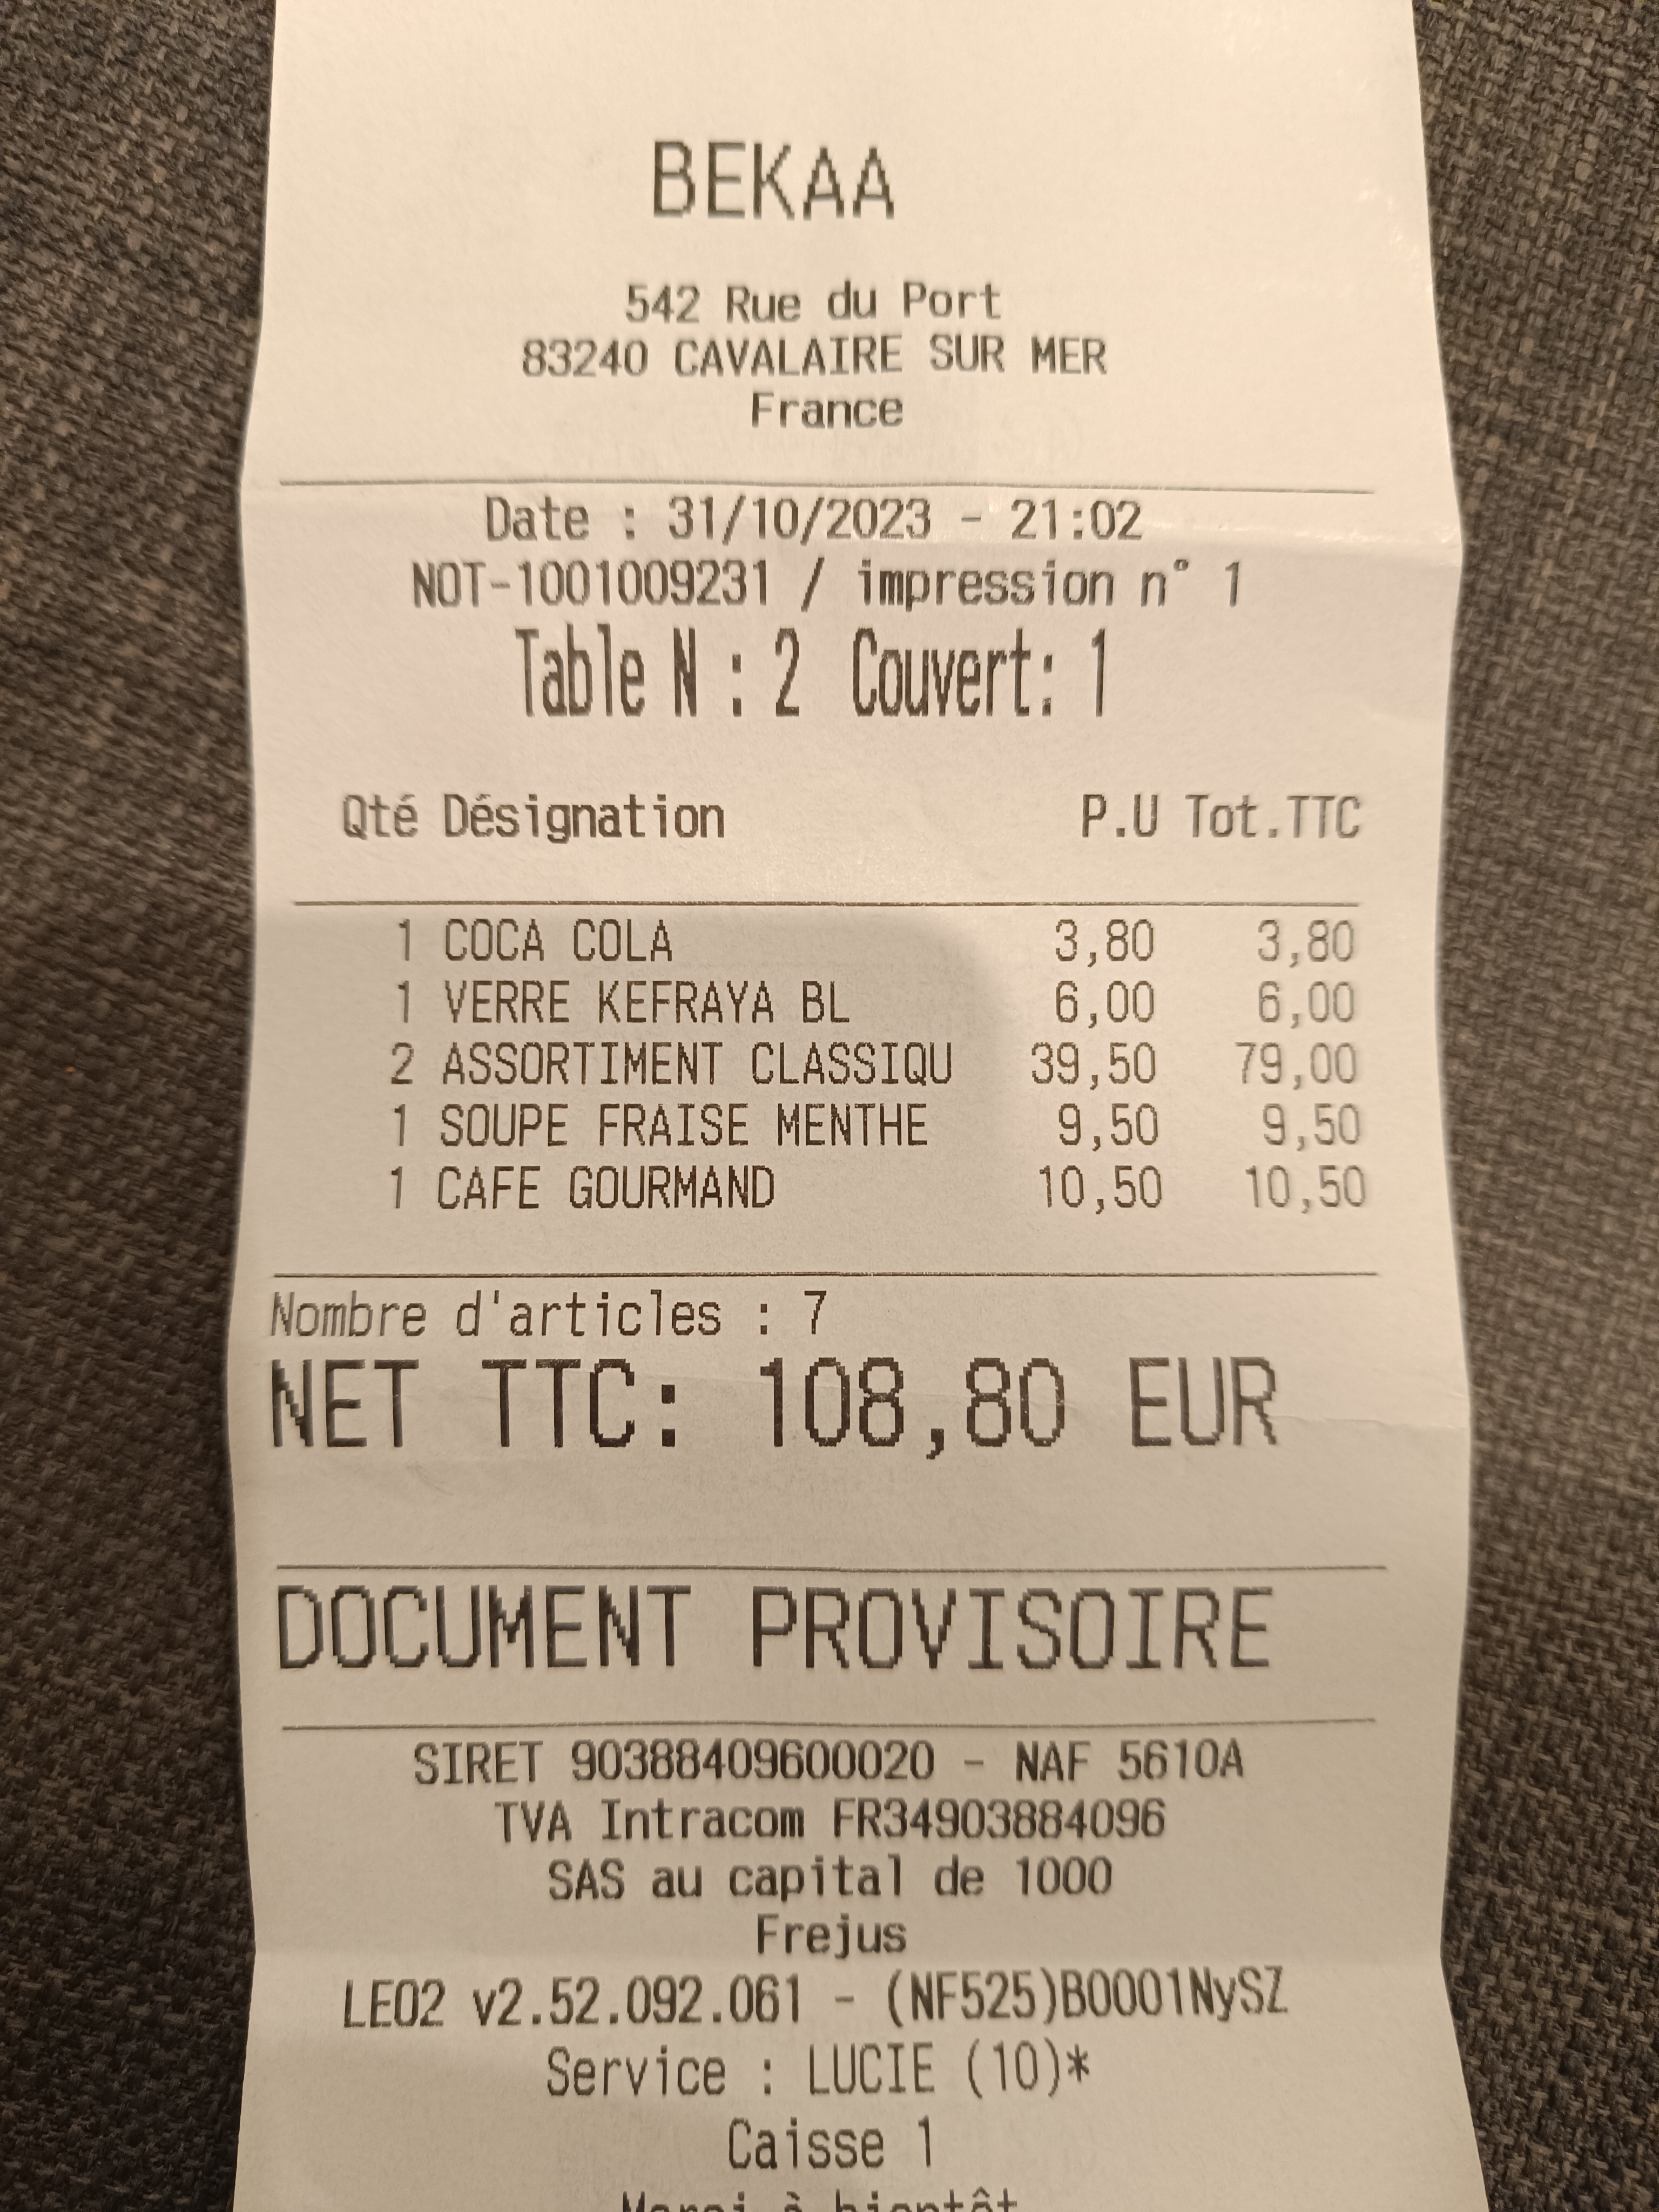 BEKAA
542 Rue du Port
83240 CAVALAIRE SUR MER
France
Date : 31/10/2023 - 21:02
NOT-1001009231 / impression n° 1
Table N : 2 Couvert: 1
Qté Désignation P.U Tot.TTC
1 COCA COLA 3,80 3,80
1 VERRE KEFRAYA BL 6,00 6,00
2 ASSORTIMENT CLASSIQU 39,50 79,00
1 SOUPE FRAISE MENTHE 9,50 9,50
1 CAFE GOURMAND 10,50 10,50
Nombre d'articles : 7
NET TTC: 108,80 EUR
DOCUMENT PROVISOIRE
SIRET 90388409600020 - NAF 5610A
TVA Intracom FR34903884096
SAS au capital de 1000
Frejus
LEO2 v2.52.092.061 - (NF525)B0001NySZ
Service : LUCIE (10)*
Caisse 1
Merci à bientôt